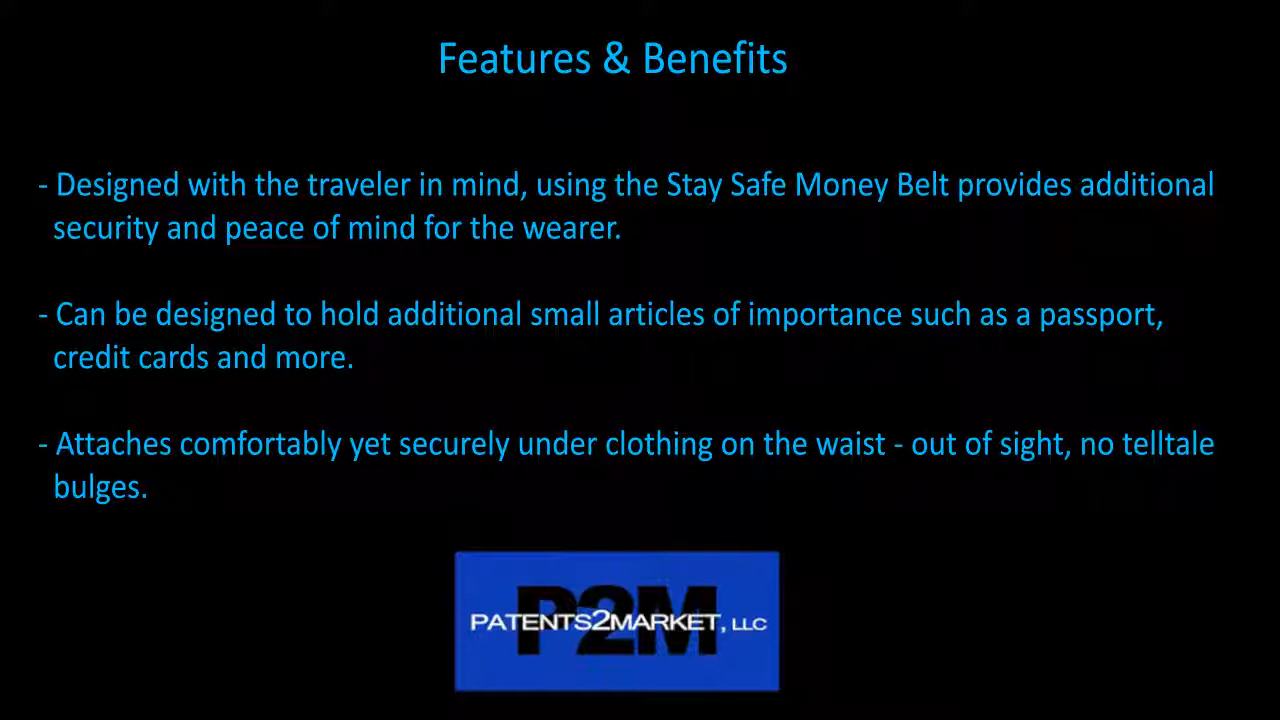 Features & Benefits
- Designed with the traveler in mind, using the Stay Safe Money Belt provides additional
security and peace of mind for the wearer.
- Can be designed to hold additional small articles of importance such as a passport,
credit cards and more.
- Attaches comfortably yet securely under clothing on the waist - out of sight, no telltale
bulges.
P2M
PATENTS2MARKET, LLC